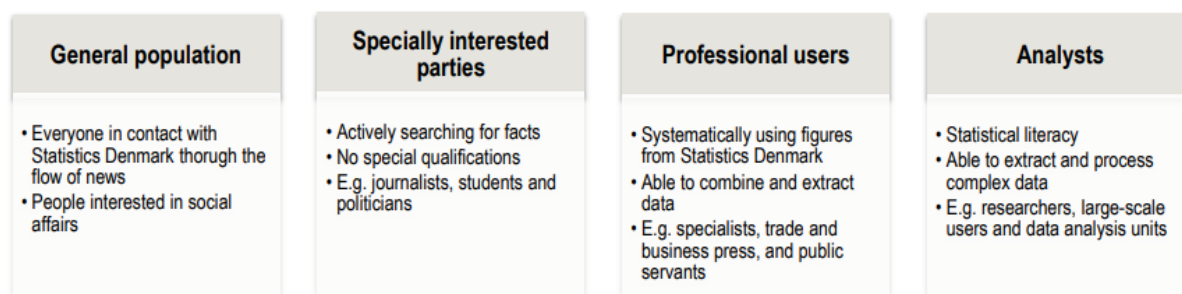 General population
• Everyone in contact with
Statistics Denmark thorugh the
flow of news
• People interested in social
affairs
Specially interested
parties
• Actively searching for facts
• No special qualifications
• E.g. journalists, students and
politicians
Professional users
• Systematically using figures
from Statistics Denmark
• Able to combine and extract
data
• E.g. specialists, trade and
business press, and public
servants
Analysts
• Statistical literacy
• Able to extract and process
complex data
• E.g. researchers, large-scale
users and data analysis units